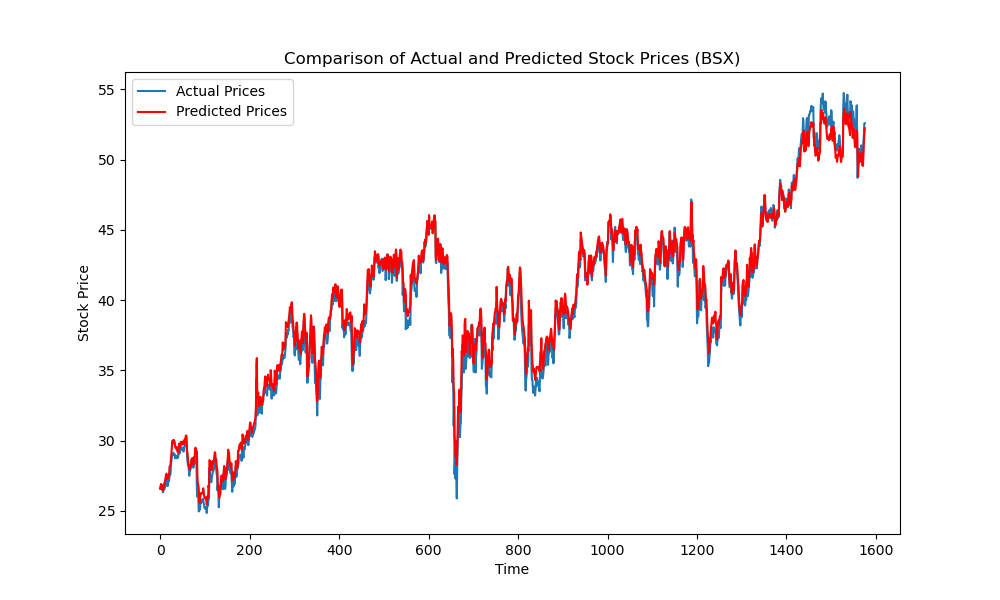 Comparison of Actual and Predicted Stock Prices (BSX)
Actual Prices
Predicted Prices
Stock Price
55
50
45
40
35
30
25
0 200 400 600 800 1000 1200 1400 1600
Time